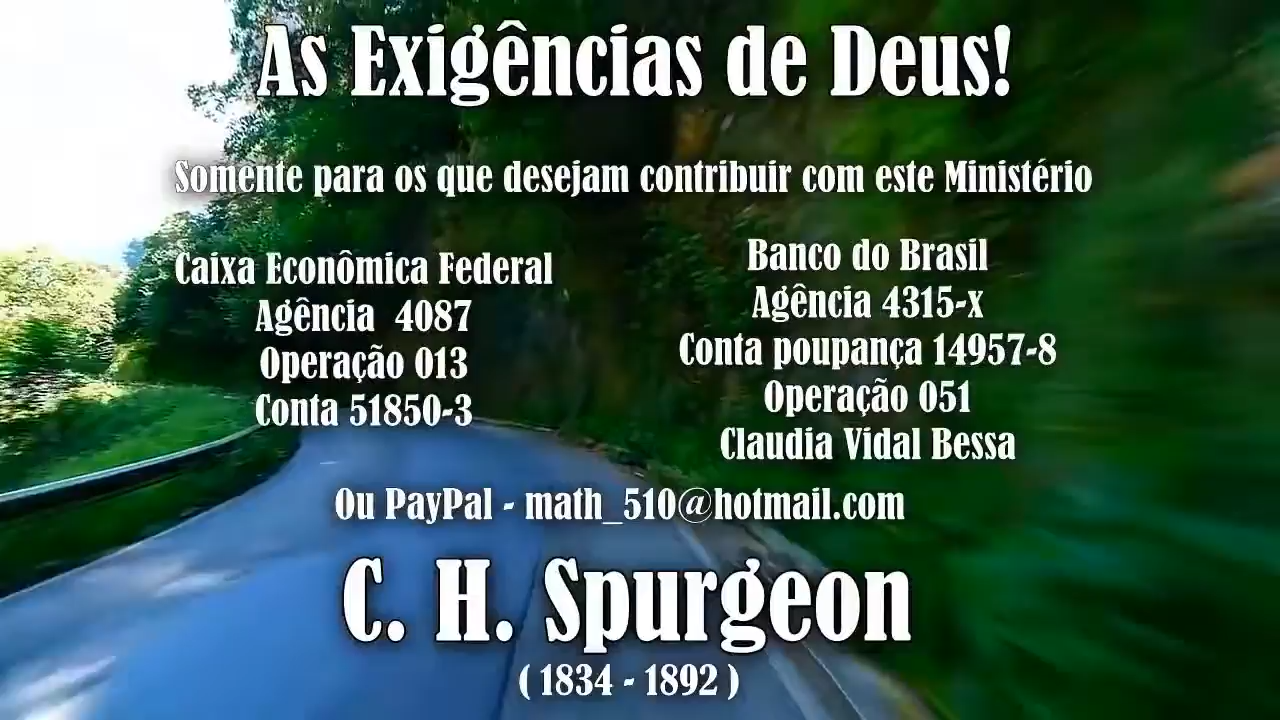 As Exigências de Deus!
Somente para os que desejam contribuir com este Ministério
Caixa Econômica Federal
Agência  4087
Operação 013
Conta 51850-3
Banco do Brasil
Agência 4315-x
Conta poupança 14957-8
Operação 051
Claudia Vidal Bessa
Ou PayPal - math_510@hotmail.com
C. H. Spurgeon
( 1834 - 1892 )